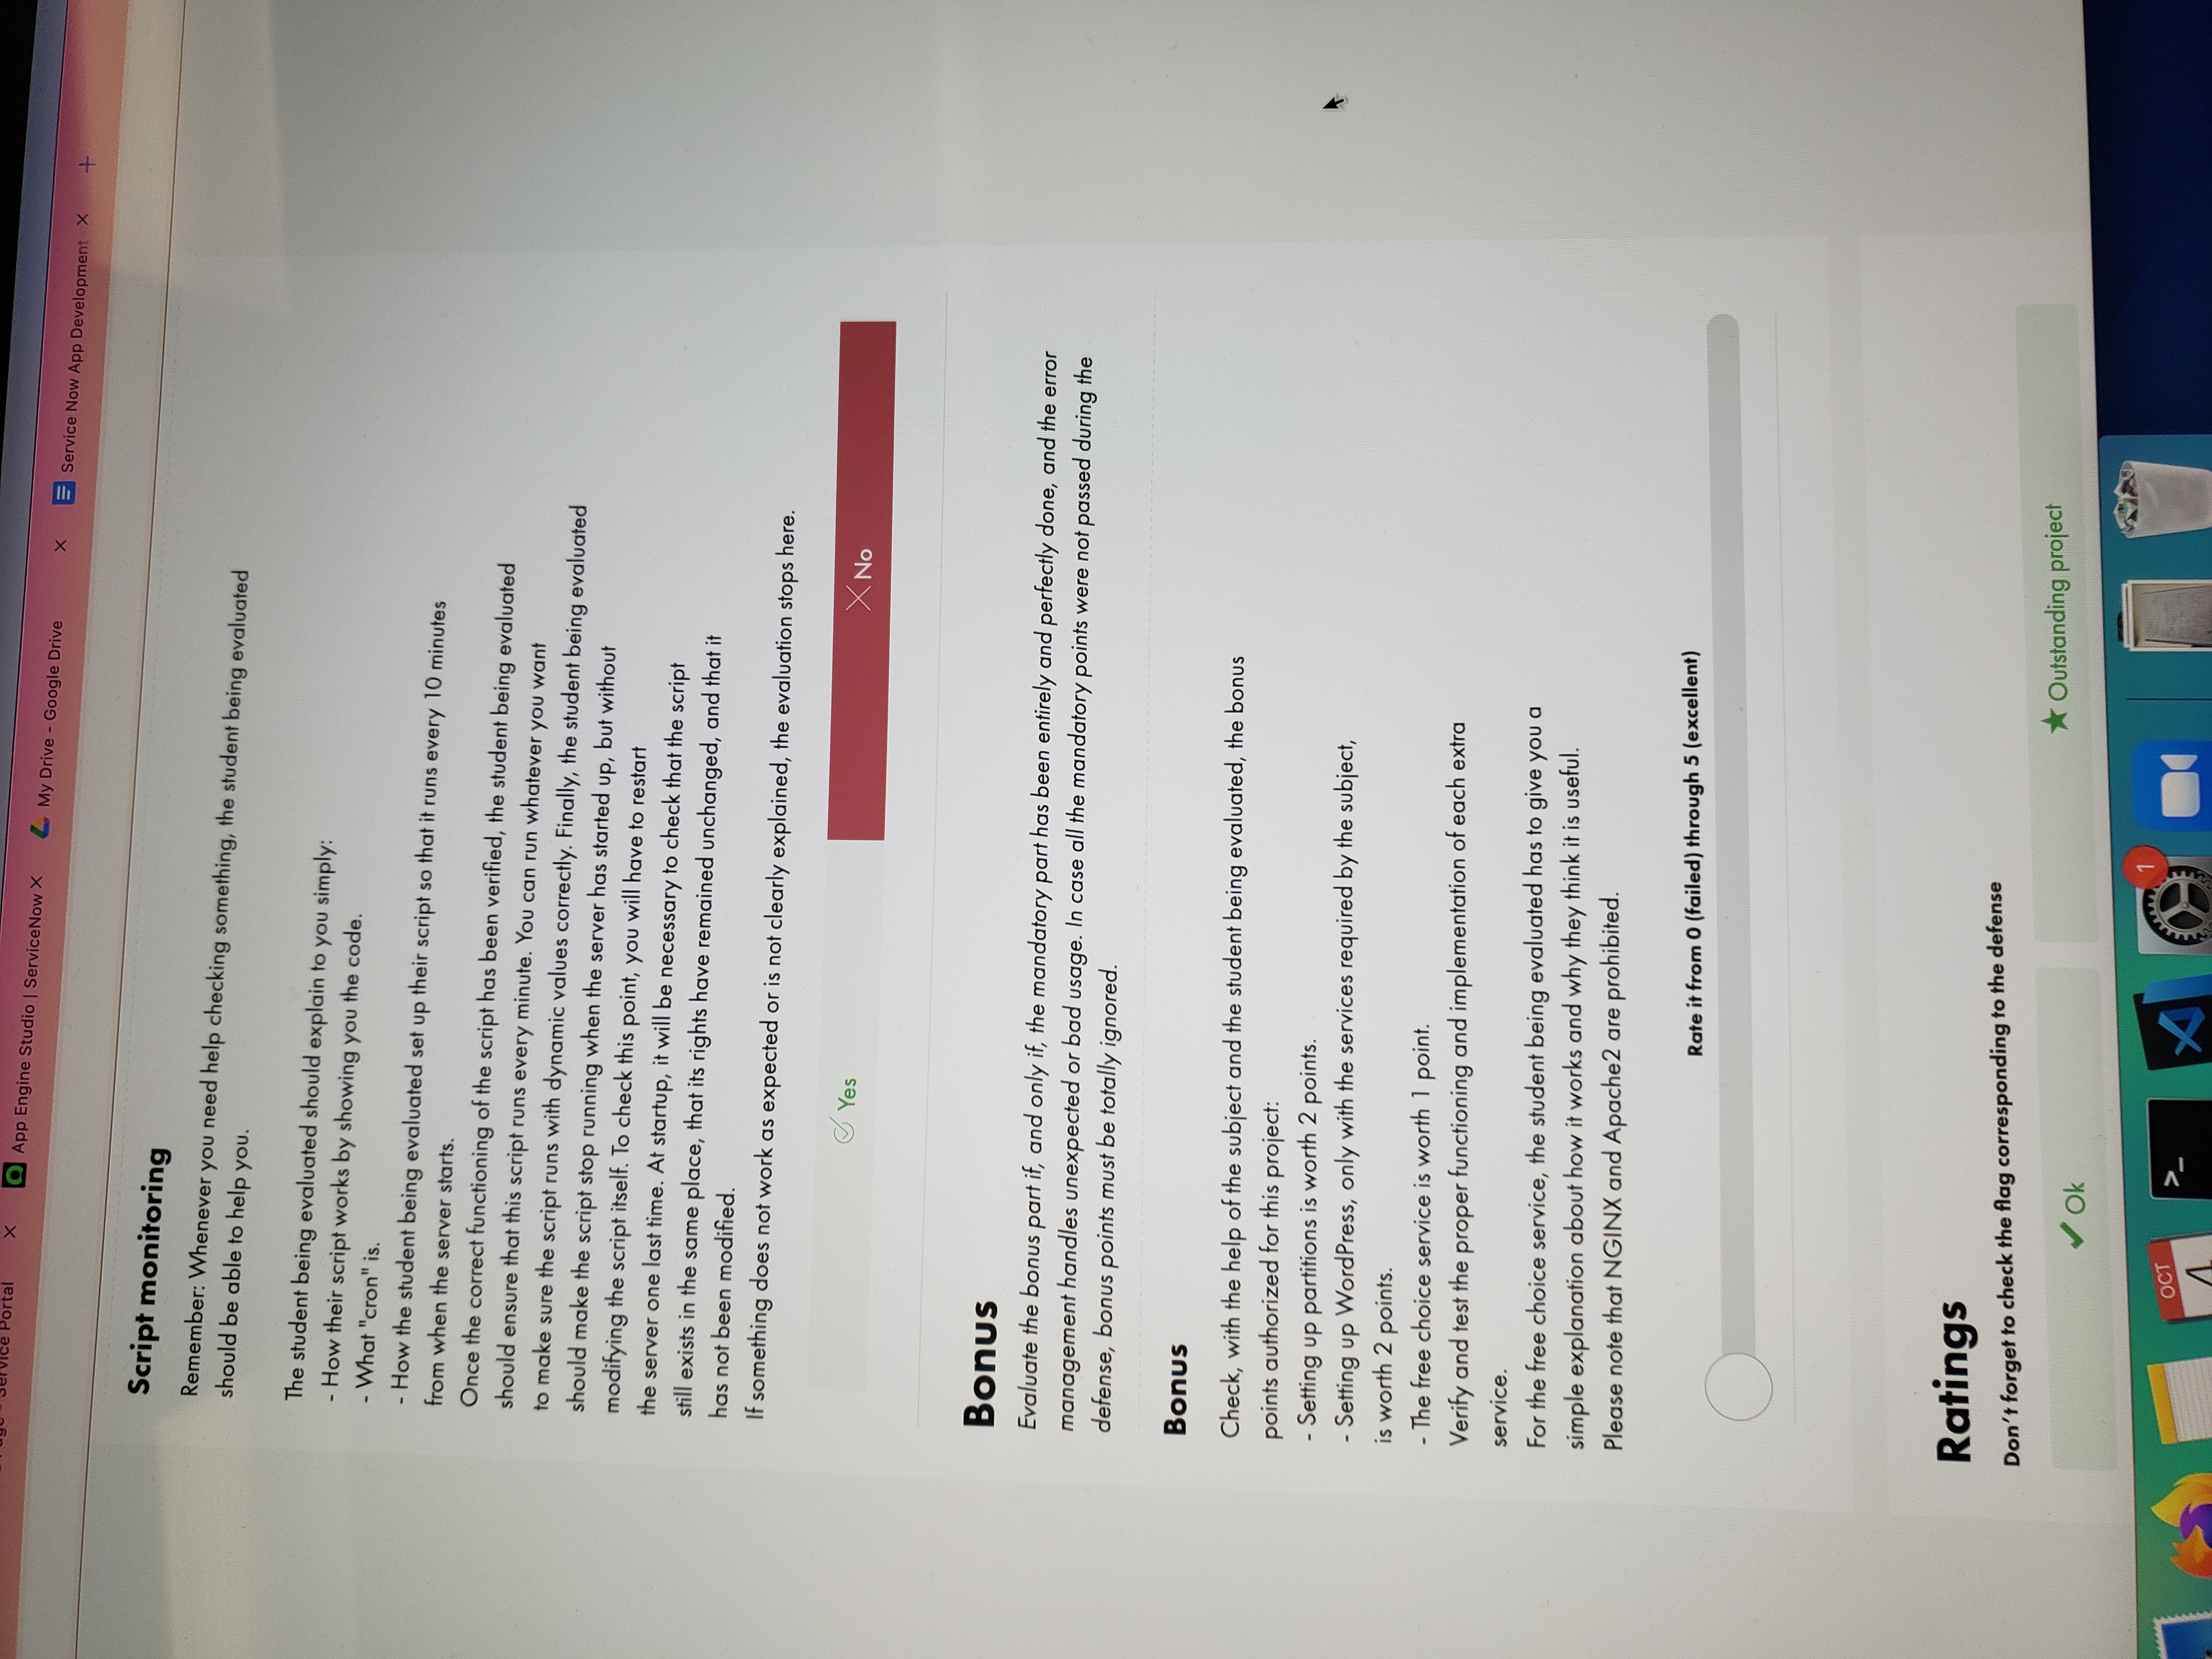 Service Portal
App Engine Studio | ServiceNow
My Drive - Google Drive
Service Now App Development
Script monitoring
Remember: Whenever you need help checking something, the student being evaluated
should be able to help you.
The student being evaluated should explain to you simply:
- How their script works by showing you the code.
- What "cron" is.
- How the student being evaluated set up their script so that it runs every 10 minutes
from when the server starts.
Once the correct functioning of the script has been verified, the student being evaluated
should ensure that this script runs every minute. You can run whatever you want
to make sure the script runs with dynamic values correctly. Finally, the student being evaluated
should make the script stop running when the server has started up, but without
modifying the script itself. To check this point, you will have to restart
the server one last time. At startup, it will be necessary to check that the script
still exists in the same place, that its rights have remained unchanged, and that it
has not been modified.
If something does not work as expected or is not clearly explained, the evaluation stops here.
Yes
No
Bonus
Evaluate the bonus part if, and only if, the mandatory part has been entirely and perfectly done, and the error
management handles unexpected or bad usage. In case all the mandatory points were not passed during the
defense, bonus points must be totally ignored.
Bonus
Check, with the help of the subject and the student being evaluated, the bonus
points authorized for this project:
- Setting up partitions is worth 2 points.
- Setting up WordPress, only with the services required by the subject,
is worth 2 points.
- The free choice service is worth 1 point.
Verify and test the proper functioning and implementation of each extra
service.
For the free choice service, the student being evaluated has to give you a
simple explanation about how it works and why they think it is useful.
Please note that NGINX and Apache2 are prohibited.
Rate it from 0 (failed) through 5 (excellent)
Ratings
Don't forget to check the flag corresponding to the defense
Ok
Outstanding project
OCT
4
>_
1